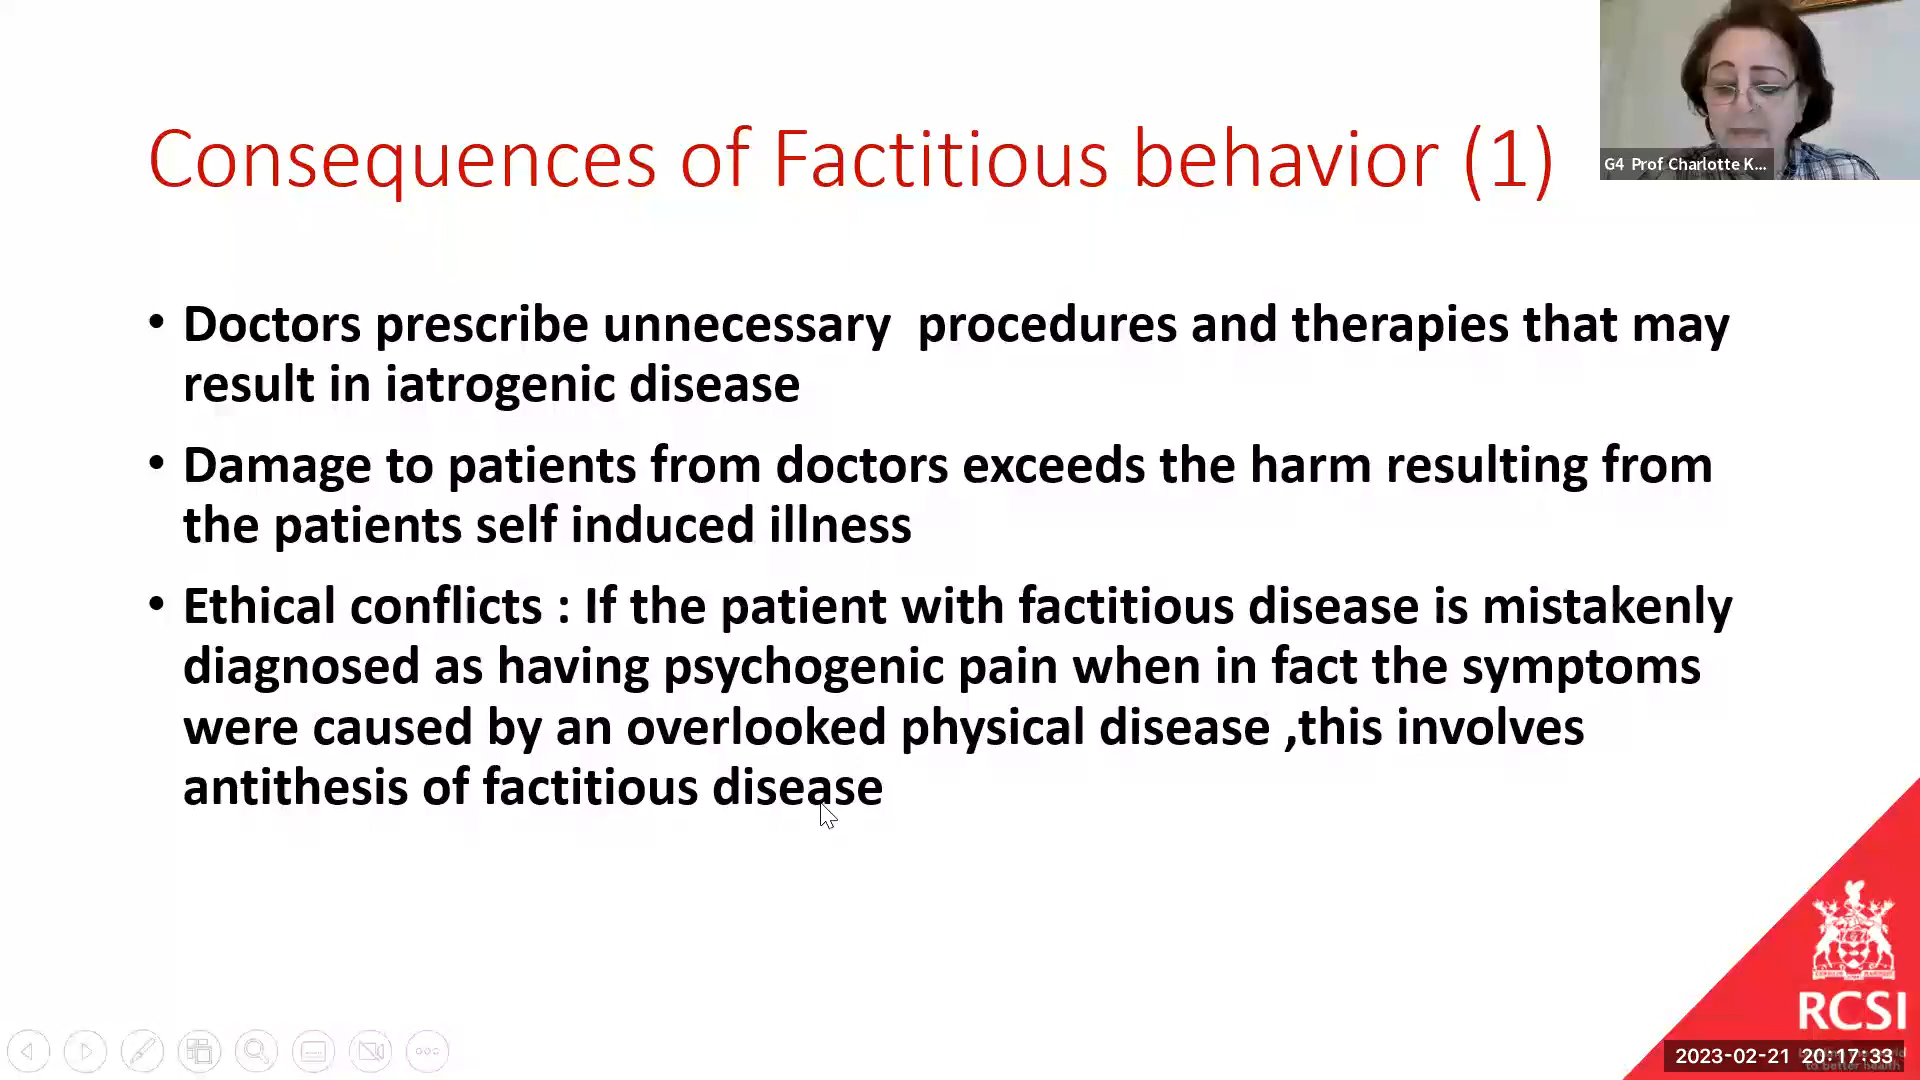 Consequences of Factitious behavior (1)
G4 Prof Charlotte K...
• Doctors prescribe unnecessary  procedures and therapies that may
result in iatrogenic disease
• Damage to patients from doctors exceeds the harm resulting from
the patients self induced illness
• Ethical conflicts : If the patient with factitious disease is mistakenly
diagnosed as having psychogenic pain when in fact the symptoms
were caused by an overlooked physical disease ,this involves
antithesis of factitious disease
RCSI
2023-02-21 20:17:33
to better health